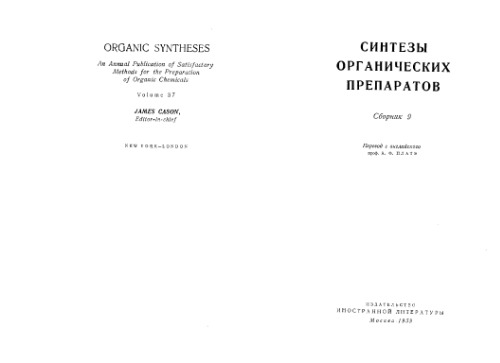 ORGANIC SYNTHESES
An Annual Publication of Satisfactory
Methods for the Preparation
of Organic Chemicals
Volume 37
JAMES CASON,
Editor-in-chief
NEW YORK—LONDON
СИНТЕЗЫ
ОРГАНИЧЕСКИХ
ПРЕПАРАТОВ
Сборник 9
Перевод с английского
проф. А. Ф. ПЛАТЭ
ИЗДАТЕЛЬСТВО
ИНОСТРАННОЙ ЛИТЕРАТУРЫ
Москва